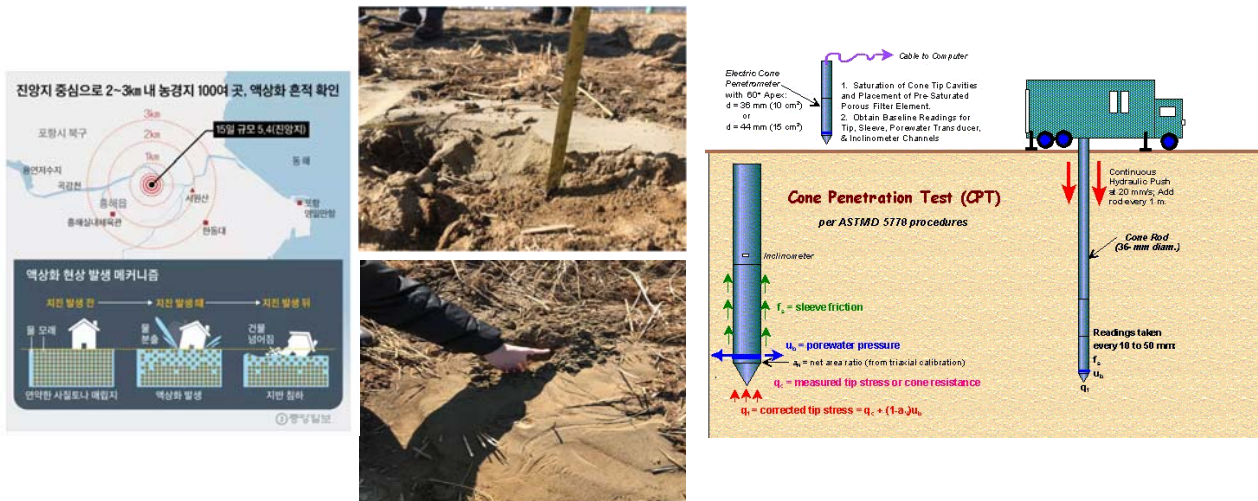 진앙지 중심으로 2~3km 내 농경지 100여 곳, 액상화 흔적 확인
3km
포항시 북구
2km
15일 규모 5.4(진앙지)
1km
동해
용연저수지
곡강천
흥해읍
서원산
포항
영일만항
흥해실내체육관
한동대
액상화 현상 발생 메커니즘
지진 발생 전
지진 발생 때
지진 발생 뒤
물 모래
물
분출
건물
넘어짐
연약한 사질토나 매립지
액상화 발생
지반 침하
중앙일보
Cable to Computer
Electric Cone
Penetrometer
with 60° Apex:
d = 36 mm (10 cm²)
or
d = 44 mm (15 cm²)
1. Saturation of Cone Tip Cavities
and Placement of Pre-Saturated
Porous Filter Element.
2. Obtain Baseline Readings for
Tip, Sleeve, Porewater Transducer,
& Inclinometer Channels
Cone Penetration Test (CPT)
per ASTM D 5778 procedures
Continuous
Hydraulic Push
at 20 mm/s; Add
rod every 1 m.
Cone Rod
(36-mm diam.)
Inclinometer
fs = sleeve friction
ub = porewater pressure
an = net area ratio (from triaxial calibration)
qc = measured tip stress or cone resistance
qt = corrected tip stress = qc + (1-an)ub
Readings taken
every 10 to 50 mm:
fs
ub
qt